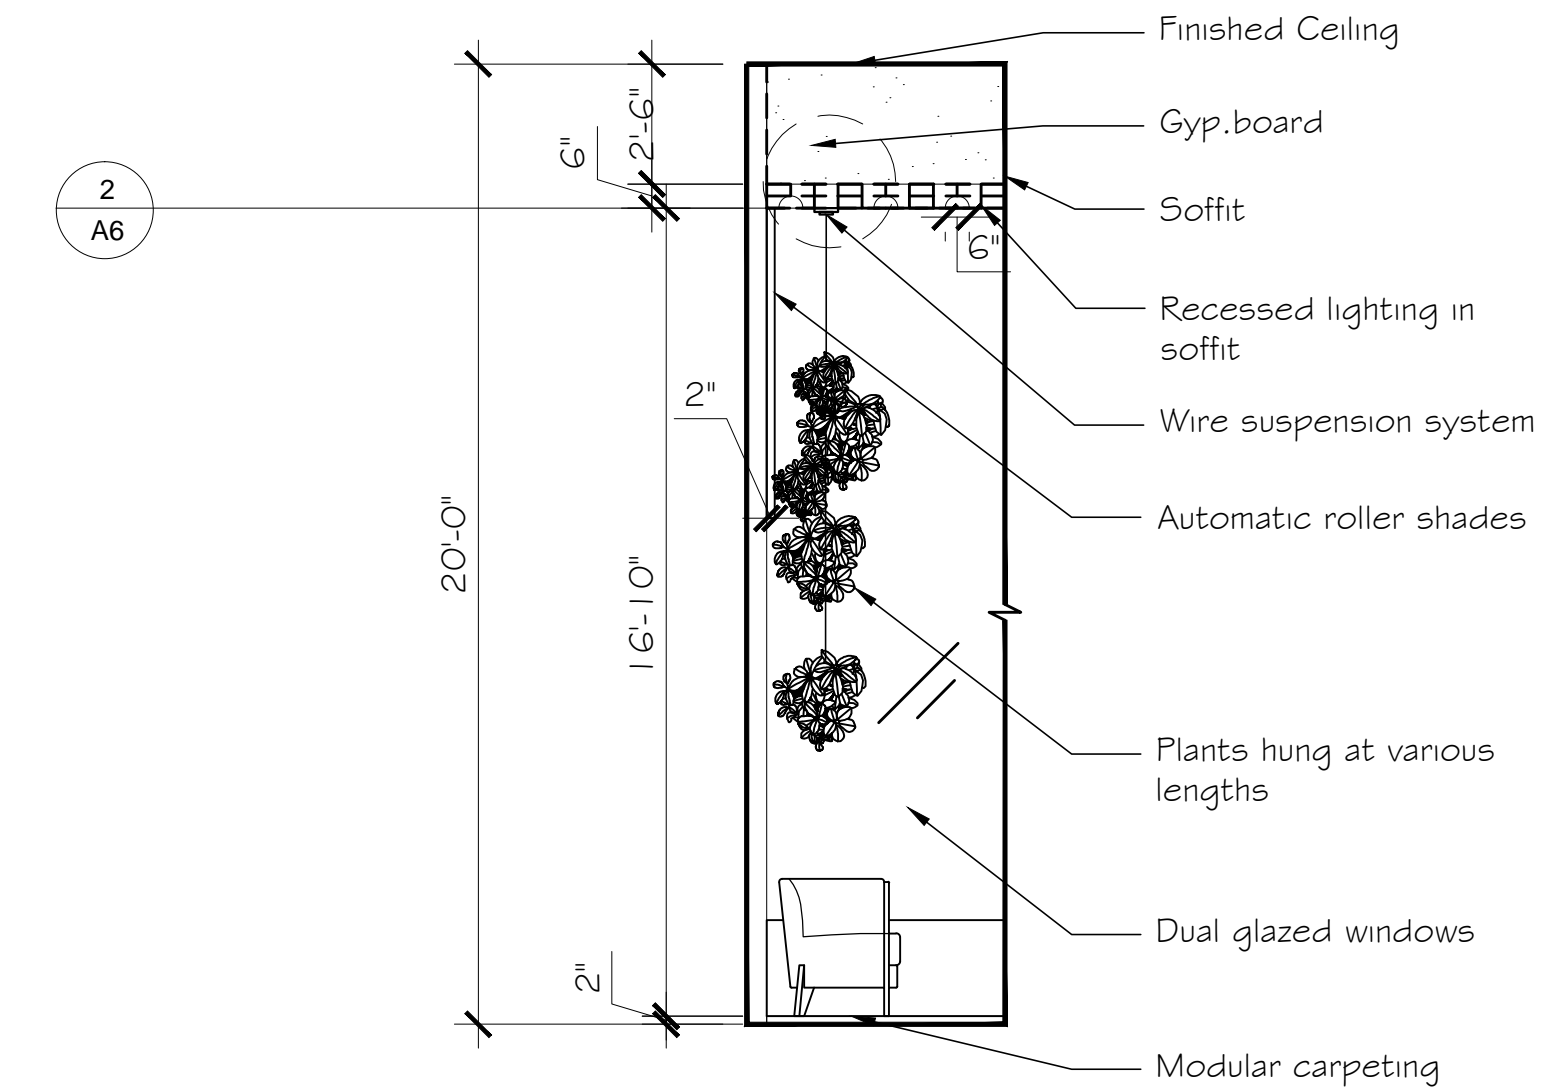 Finished Ceiling
Gyp.board
2'-6"
6"
2
A6
Soffit
6"
Recessed lighting in
soffit
2"
Wire suspension system
Automatic roller shades
20'-0"
16'-10"
Plants hung at various
lengths
Dual glazed windows
2"
Modular carpeting